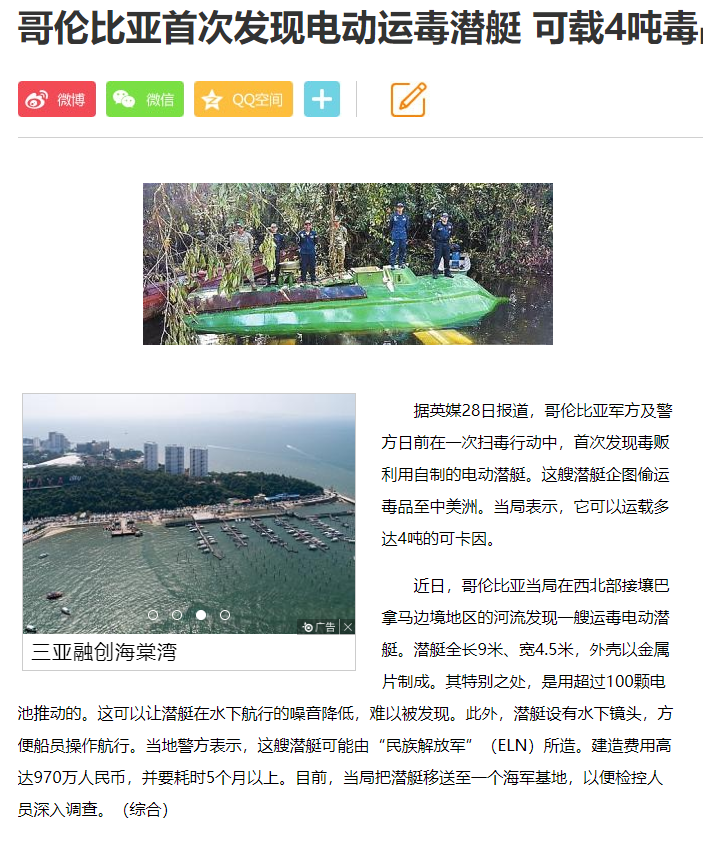 哥伦比亚首次发现电动运毒潜艇 可载4吨毒
微博 微信 QQ空间
据英媒28日报道，哥伦比亚军方及警
方日前在一次扫毒行动中，首次发现毒贩
利用自制的电动潜艇。这艘潜艇企图偷运
毒品至中美洲。当局表示，它可以运载多
达4吨的可卡因。
近日，哥伦比亚当局在西北部接壤巴
拿马边境地区的河流发现一艘运毒电动潜
艇。潜艇全长9米、宽4.5米，外壳以金属
片制成。其特别之处，是用超过100颗电
广告
三亚融创海棠湾
池推动的。这可以让潜艇在水下航行的噪音降低，难以被发现。此外，潜艇设有水下镜头，方
便船员操作航行。当地警方表示，这艘潜艇可能由“民族解放军”（ELN）所造。建造费用高
达970万人民币，并要耗时5个月以上。目前，当局把潜艇移送至一个海军基地，以便检控人
员深入调查。（综合）